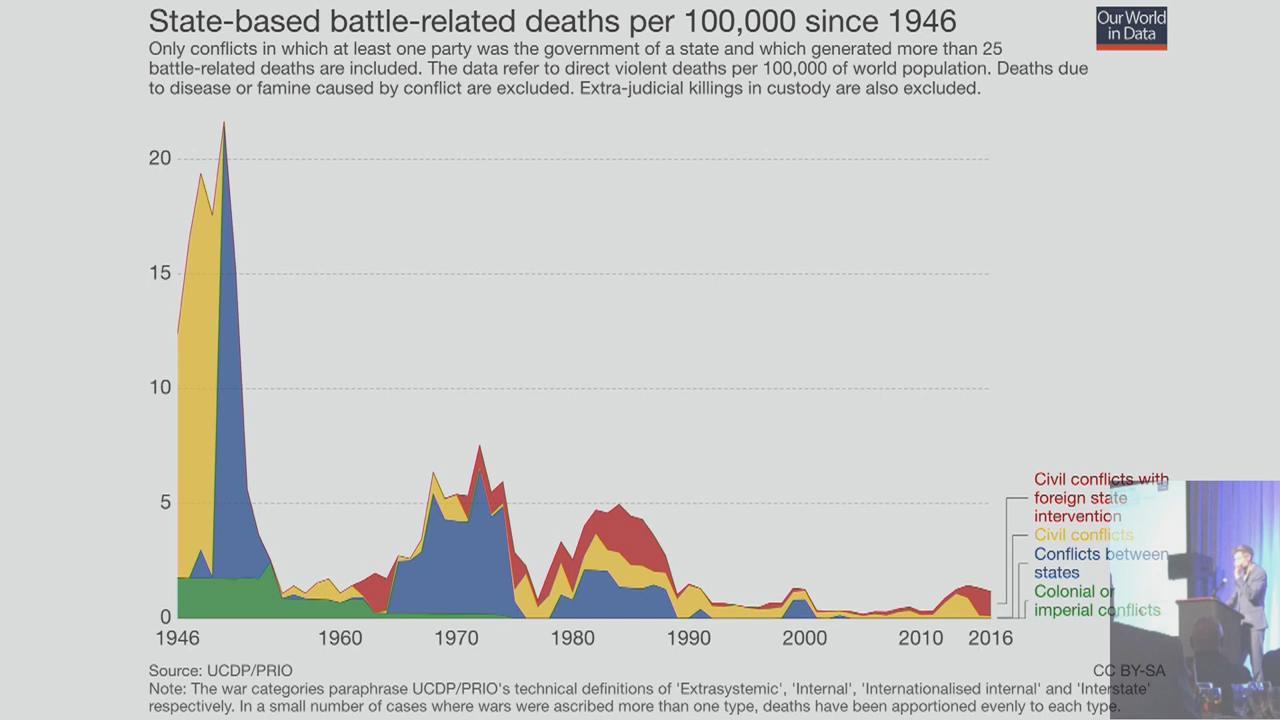 State-based battle-related deaths per 100,000 since 1946
Our World
in Data
Only conflicts in which at least one party was the government of a state and which generated more than 25
battle-related deaths are included. The data refer to direct violent deaths per 100,000 of world population. Deaths due
to disease or famine caused by conflict are excluded. Extra-judicial killings in custody are also excluded.
20
15
10
5
0
1946
1960
1970
1980
1990
2000
2010
2016
Civil conflicts with
foreign state
intervention
Civil conflicts
Conflicts between
states
Colonial or
imperial conflicts
Source: UCDP/PRIO
CC BY-SA
Note: The war categories paraphrase UCDP/PRIO's technical definitions of 'Extrasystemic', 'Internal', 'Internationalised internal' and 'Interstate'
respectively. In a small number of cases where wars were ascribed more than one type, deaths have been apportioned evenly to each type.